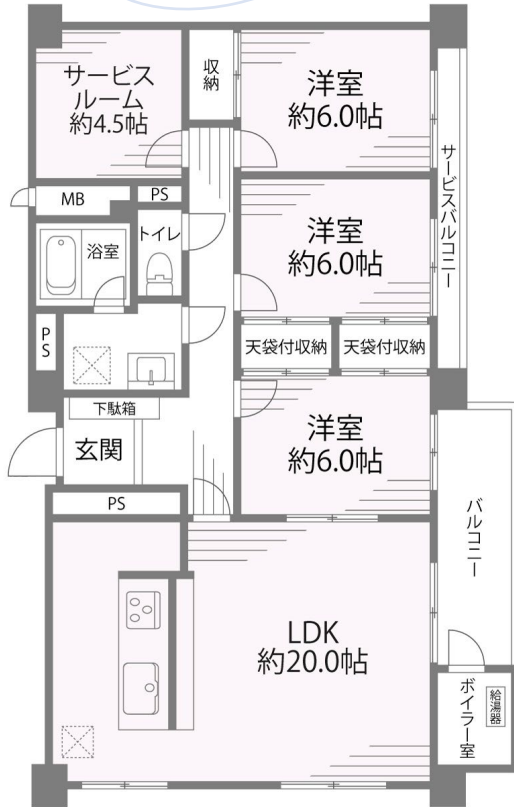 サービス
ルーム
約4.5帖
収納
洋室
約6.0帖
サービスバルコニー
MB
PS
トイレ
浴室
洋室
約6.0帖
PS
天袋付収納
天袋付収納
下駄箱
玄関
洋室
約6.0帖
PS
バルコニー
LDK
約20.0帖
ボイラー室
給湯器